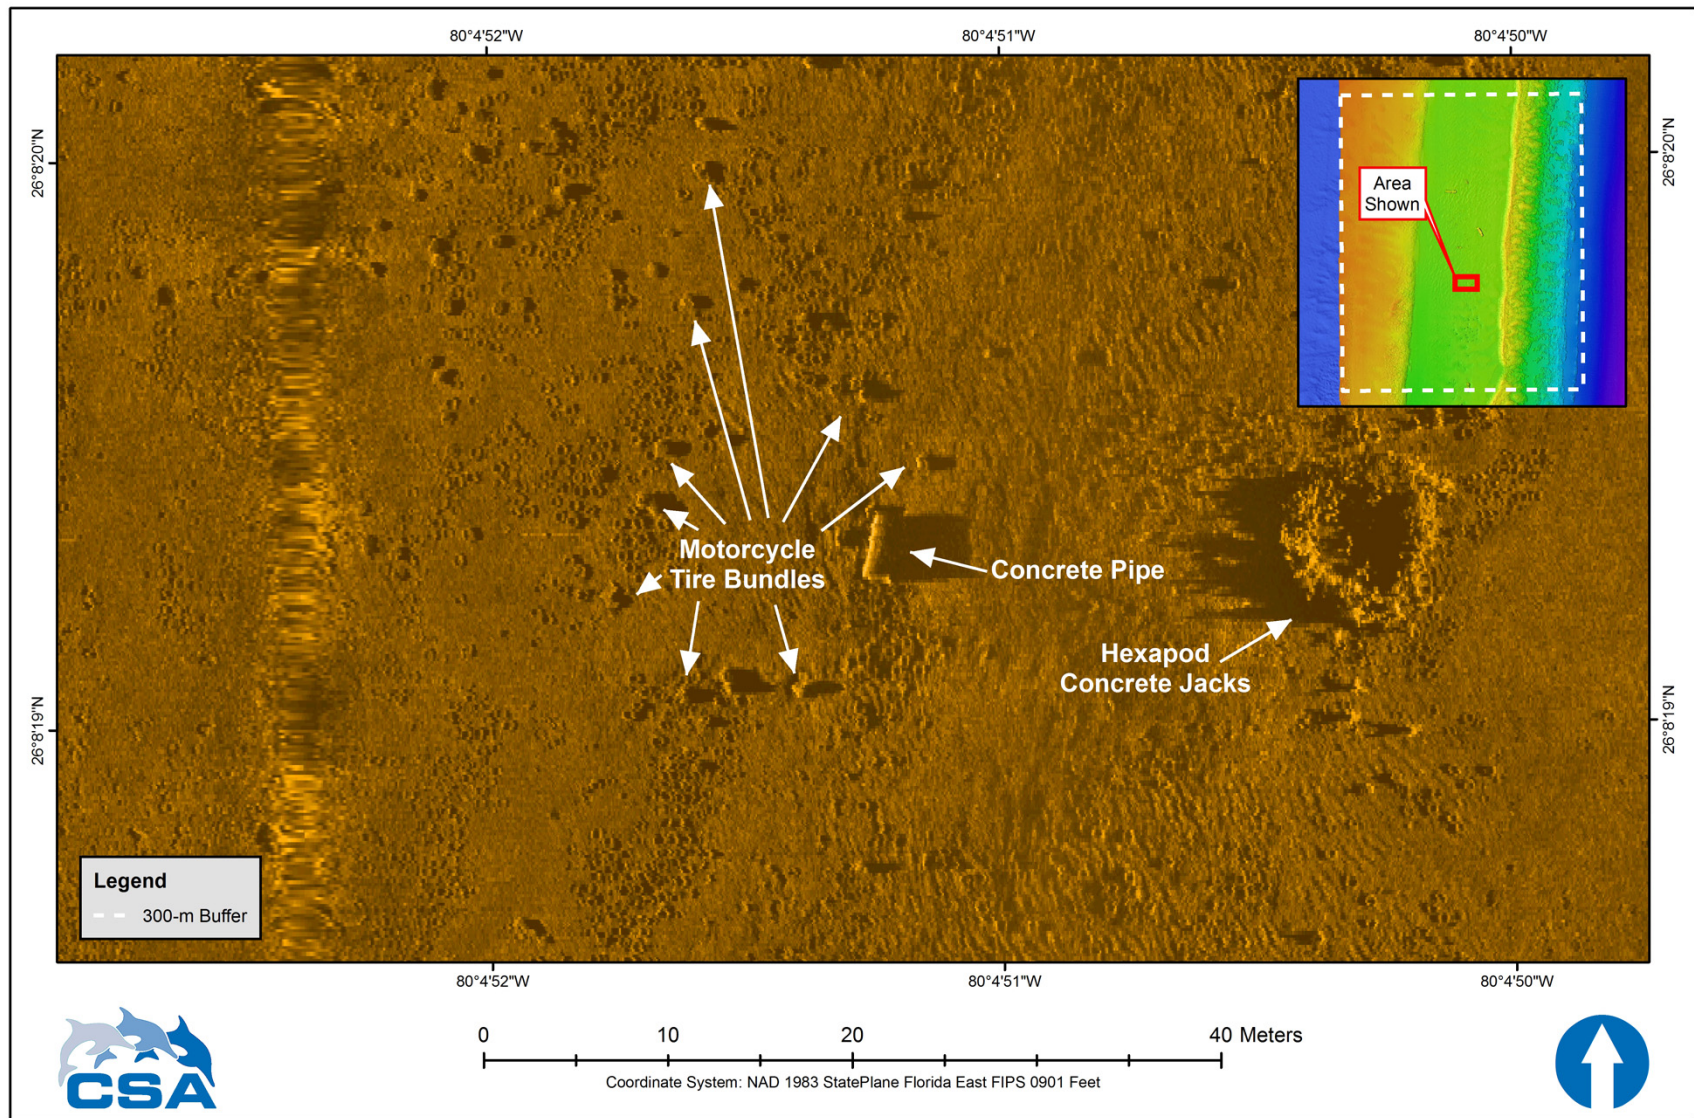 80°4'52"W
80°4'51"W
80°4'50"W
26°8'20"N
26°8'20"N
Area
Shown
Motorcycle
Tire Bundles
Concrete Pipe
Hexapod
Concrete Jacks
26°8'19"N
26°8'19"N
Legend
300-m Buffer
80°4'52"W
80°4'51"W
80°4'50"W
CSA
0 10 20 40 Meters
Coordinate System: NAD 1983 StatePlane Florida East FIPS 0901 Feet